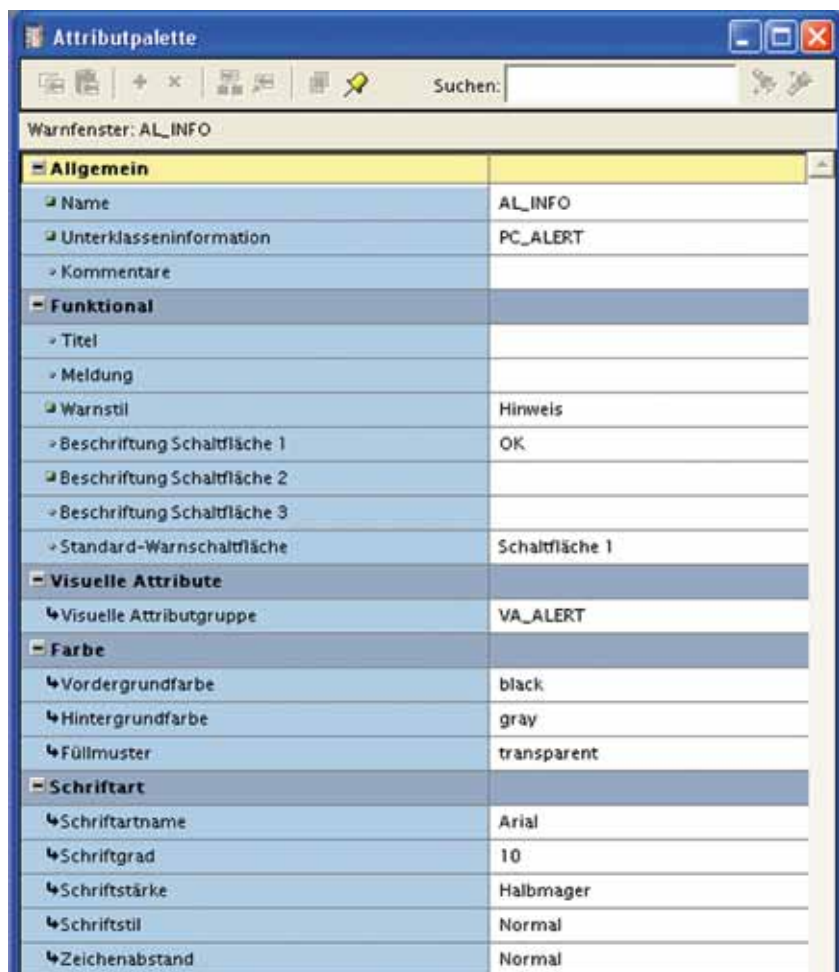 Attributpalette
Suchen:
Warnfenster: AL_INFO
Allgemein
Name AL_INFO
Unterklasseninformation PC_ALERT
Kommentare
Funktional
Titel
Meldung
Warnstil Hinweis
Beschriftung Schaltfläche 1 OK
Beschriftung Schaltfläche 2
Beschriftung Schaltfläche 3
Standard-Warnschaltfläche Schaltfläche 1
Visuelle Attribute
Visuelle Attributgruppe VA_ALERT
Farbe
Vordergrundfarbe black
Hintergrundfarbe gray
Füllmuster transparent
Schriftart
Schriftartname Arial
Schriftgrad 10
Schriftstärke Halbmager
Schriftstil Normal
Zeichenabstand Normal